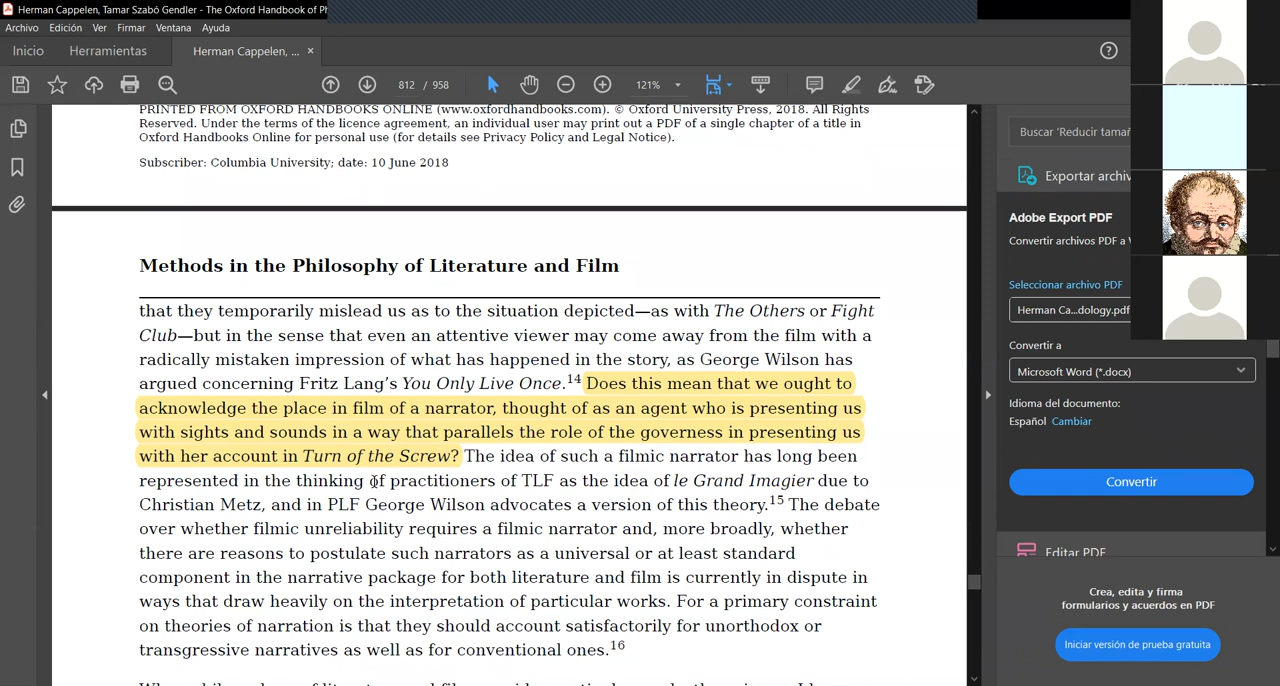 Herman Cappelen, Tamar Szabó Gendler - The Oxford Handbook of Ph
Archivo Edición Ver Firmar Ventana Ayuda
Inicio Herramientas Herman Cappelen, ... ×
812 / 958 121%
PRINTED FROM OXFORD HANDBOOKS ONLINE (www.oxfordhandbooks.com). © Oxford University Press, 2018. All Rights
Reserved. Under the terms of the licence agreement, an individual user may print out a PDF of a single chapter of a title in
Oxford Handbooks Online for personal use (for details see Privacy Policy and Legal Notice).
Subscriber: Columbia University; date: 10 June 2018
Methods in the Philosophy of Literature and Film
that they temporarily mislead us as to the situation depicted—as with The Others or Fight
Club—but in the sense that even an attentive viewer may come away from the film with a
radically mistaken impression of what has happened in the story, as George Wilson has
argued concerning Fritz Lang’s You Only Live Once.14 Does this mean that we ought to
acknowledge the place in film of a narrator, thought of as an agent who is presenting us
with sights and sounds in a way that parallels the role of the governess in presenting us
with her account in Turn of the Screw? The idea of such a filmic narrator has long been
represented in the thinking of practitioners of TLF as the idea of le Grand Imagier due to
Christian Metz, and in PLF George Wilson advocates a version of this theory.15 The debate
over whether filmic unreliability requires a filmic narrator and, more broadly, whether
there are reasons to postulate such narrators as a universal or at least standard
component in the narrative package for both literature and film is currently in dispute in
ways that draw heavily on the interpretation of particular works. For a primary constraint
on theories of narration is that they should account satisfactorily for unorthodox or
transgressive narratives as well as for conventional ones.16
Buscar 'Reducir tamañ
Exportar archiv
Adobe Export PDF
Convertir archivos PDF a W
Seleccionar archivo PDF
Herman Ca...dology.pdf
Convertir a
Microsoft Word (*.docx)
Idioma del documento:
Español Cambiar
Convertir
Editar PDF
Crea, edita y firma
formularios y acuerdos en PDF
Iniciar versión de prueba gratuita